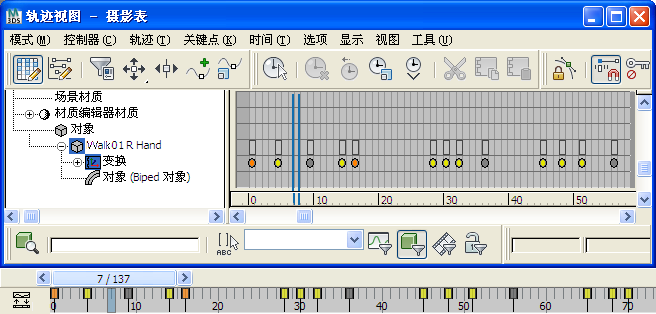 轨迹视图 - 摄影表
模式(M) 控制器(C) 轨迹(T) 关键点(K) 时间(T) 选项 显示 视图 工具(U)
场景材质
材质编辑器材质
对象
Walk01 R Hand
变换
对象 (Biped 对象)
0 10 20 30 40 50
ABC
7 / 137
0 10 20 30 40 50 60 70